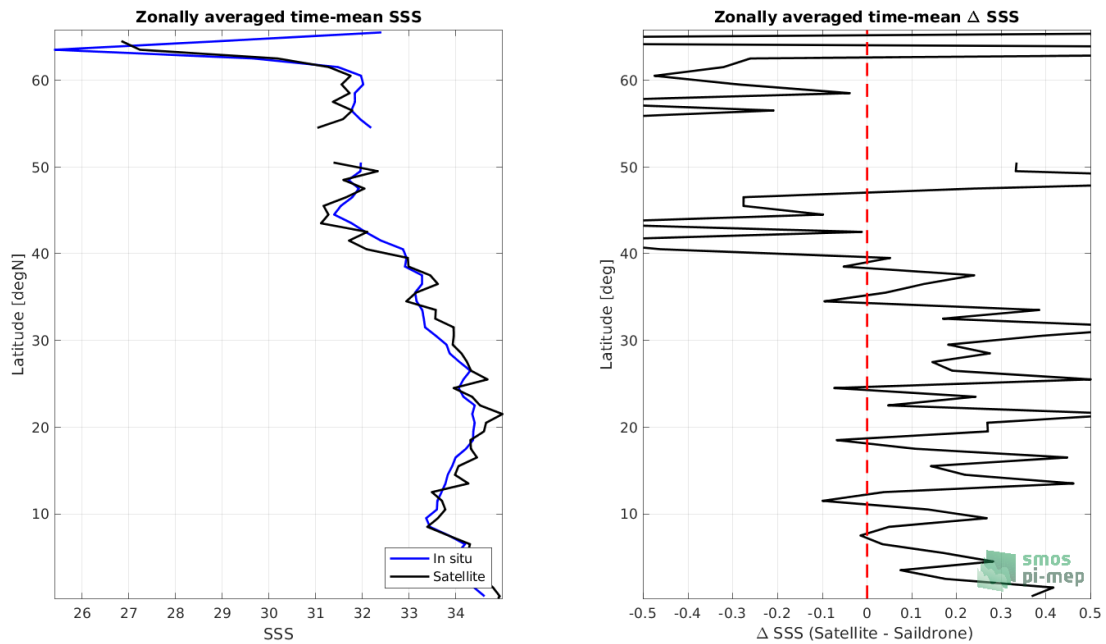 Zonally averaged time-mean SSS
60
50
40
30
20
10
Latitude [degN]
26 27 28 29 30 31 32 33 34
SSS
In situ
Satellite
Zonally averaged time-mean Δ SSS
60
50
40
30
20
10
Latitude [deg]
-0.5 -0.4 -0.3 -0.2 -0.1 0 0.1 0.2 0.3 0.4 0.5
Δ SSS (Satellite - Saildrone)
smos
pi-mep